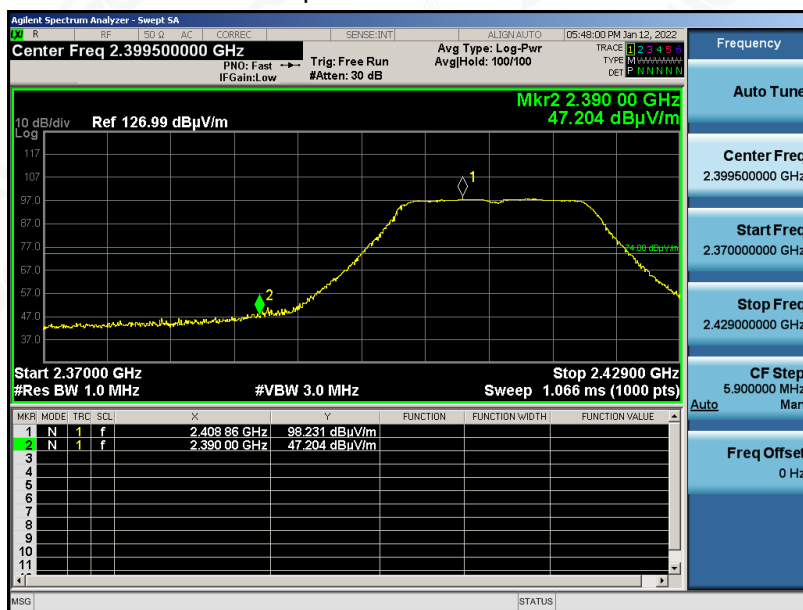 Agilent Spectrum Analyzer - Swept SA
LXI R RF 50 Ω AC CORREC SENSE:INT ALIGN AUTO 05:48:00 PM Jan 12, 2022
Center Freq 2.399500000 GHz
PNO: Fast
IFGain:Low
Trig: Free Run
#Atten: 30 dB
Avg Type: Log-Pwr
Avg|Hold: 100/100
TRACE 1 2 3 4 5 6
TYPE M WWWWW
DET P N N N N N
Mkr2 2.390 00 GHz
47.204 dBµV/m
10 dB/div Ref 126.99 dBµV/m
Log
117
107
97.0
87.0
77.0
67.0
57.0
47.0
37.0
1
2
74.00 dBµV/m
Start 2.37000 GHz Stop 2.42900 GHz
#Res BW 1.0 MHz #VBW 3.0 MHz Sweep 1.066 ms (1000 pts)
MKR MODE TRC SCL X Y FUNCTION FUNCTION WIDTH FUNCTION VALUE
1 N 1 f 2.408 86 GHz 98.231 dBµV/m
2 N 1 f 2.390 00 GHz 47.204 dBµV/m
3
4
5
6
7
8
9
10
11
MSG STATUS
Frequency
Auto Tune
Center Freq
2.399500000 GHz
Start Freq
2.370000000 GHz
Stop Freq
2.429000000 GHz
CF Step
5.900000 MHz
Auto Man
Freq Offset
0 Hz